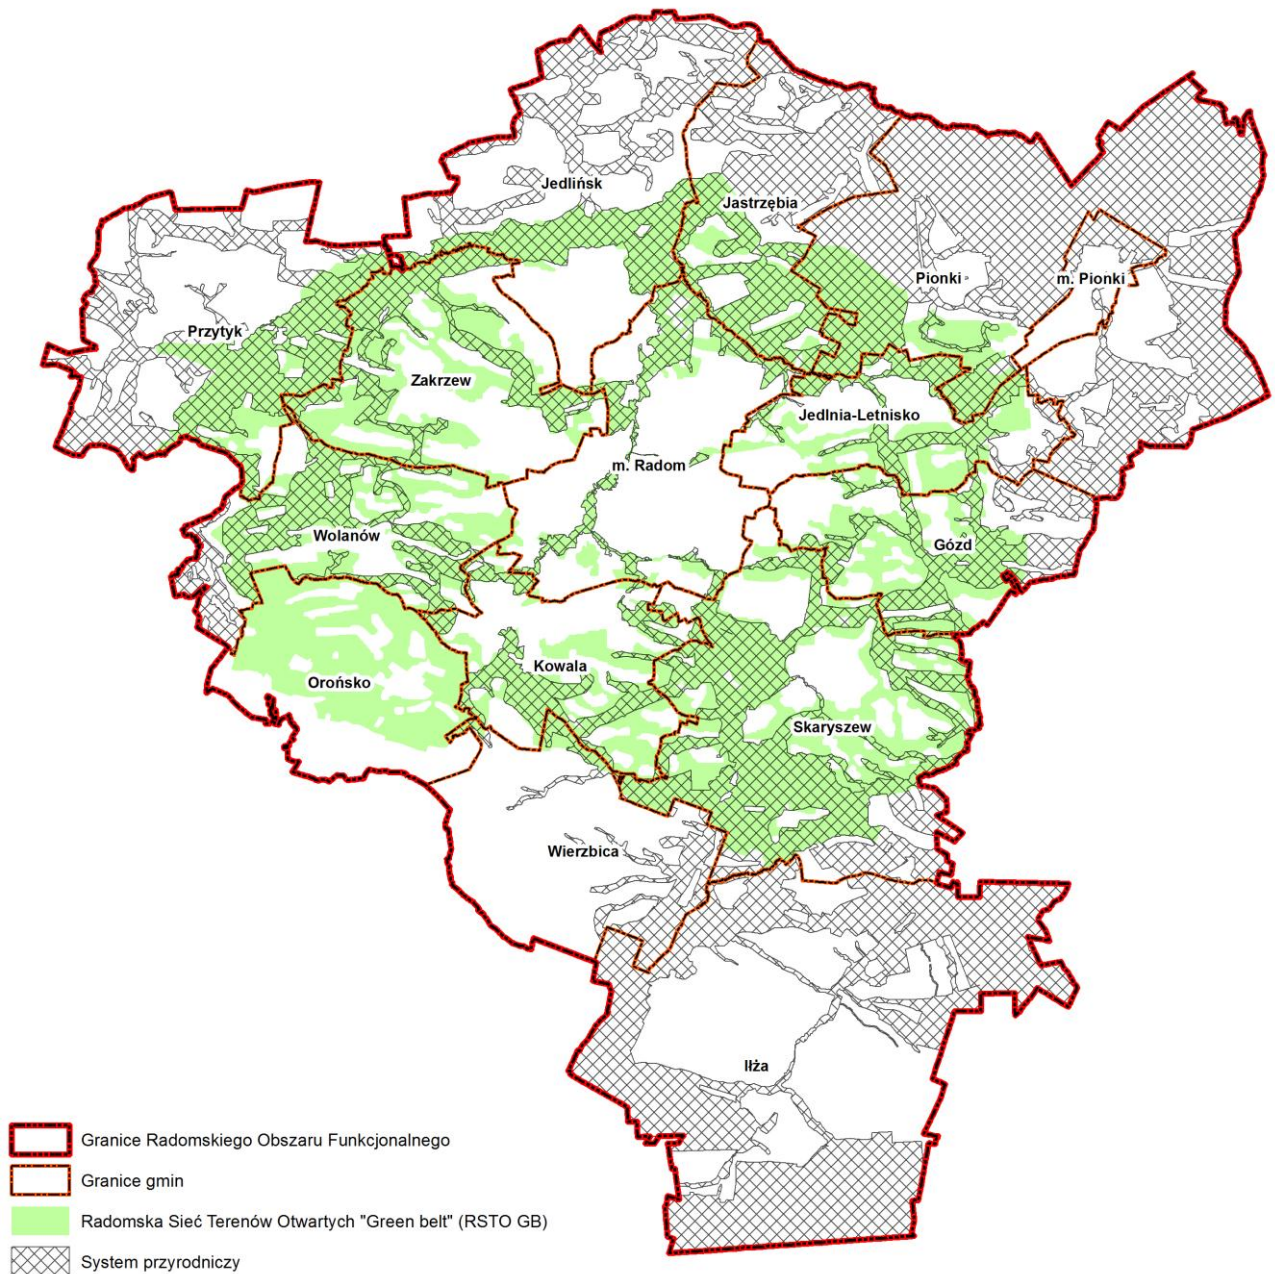 Jedlińsk
Jastrzębia
Pionki
m. Pionki
Przytyk
Zakrzew
Jedlnia-Letnisko
m. Radom
Wolanów
Gózd
Kowala
Orońsko
Skaryszew
Wierzbica
Iłża
Granice Radomskiego Obszaru Funkcjonalnego
Granice gmin
Radomska Sieć Terenów Otwartych "Green belt" (RSTO GB)
System przyrodniczy